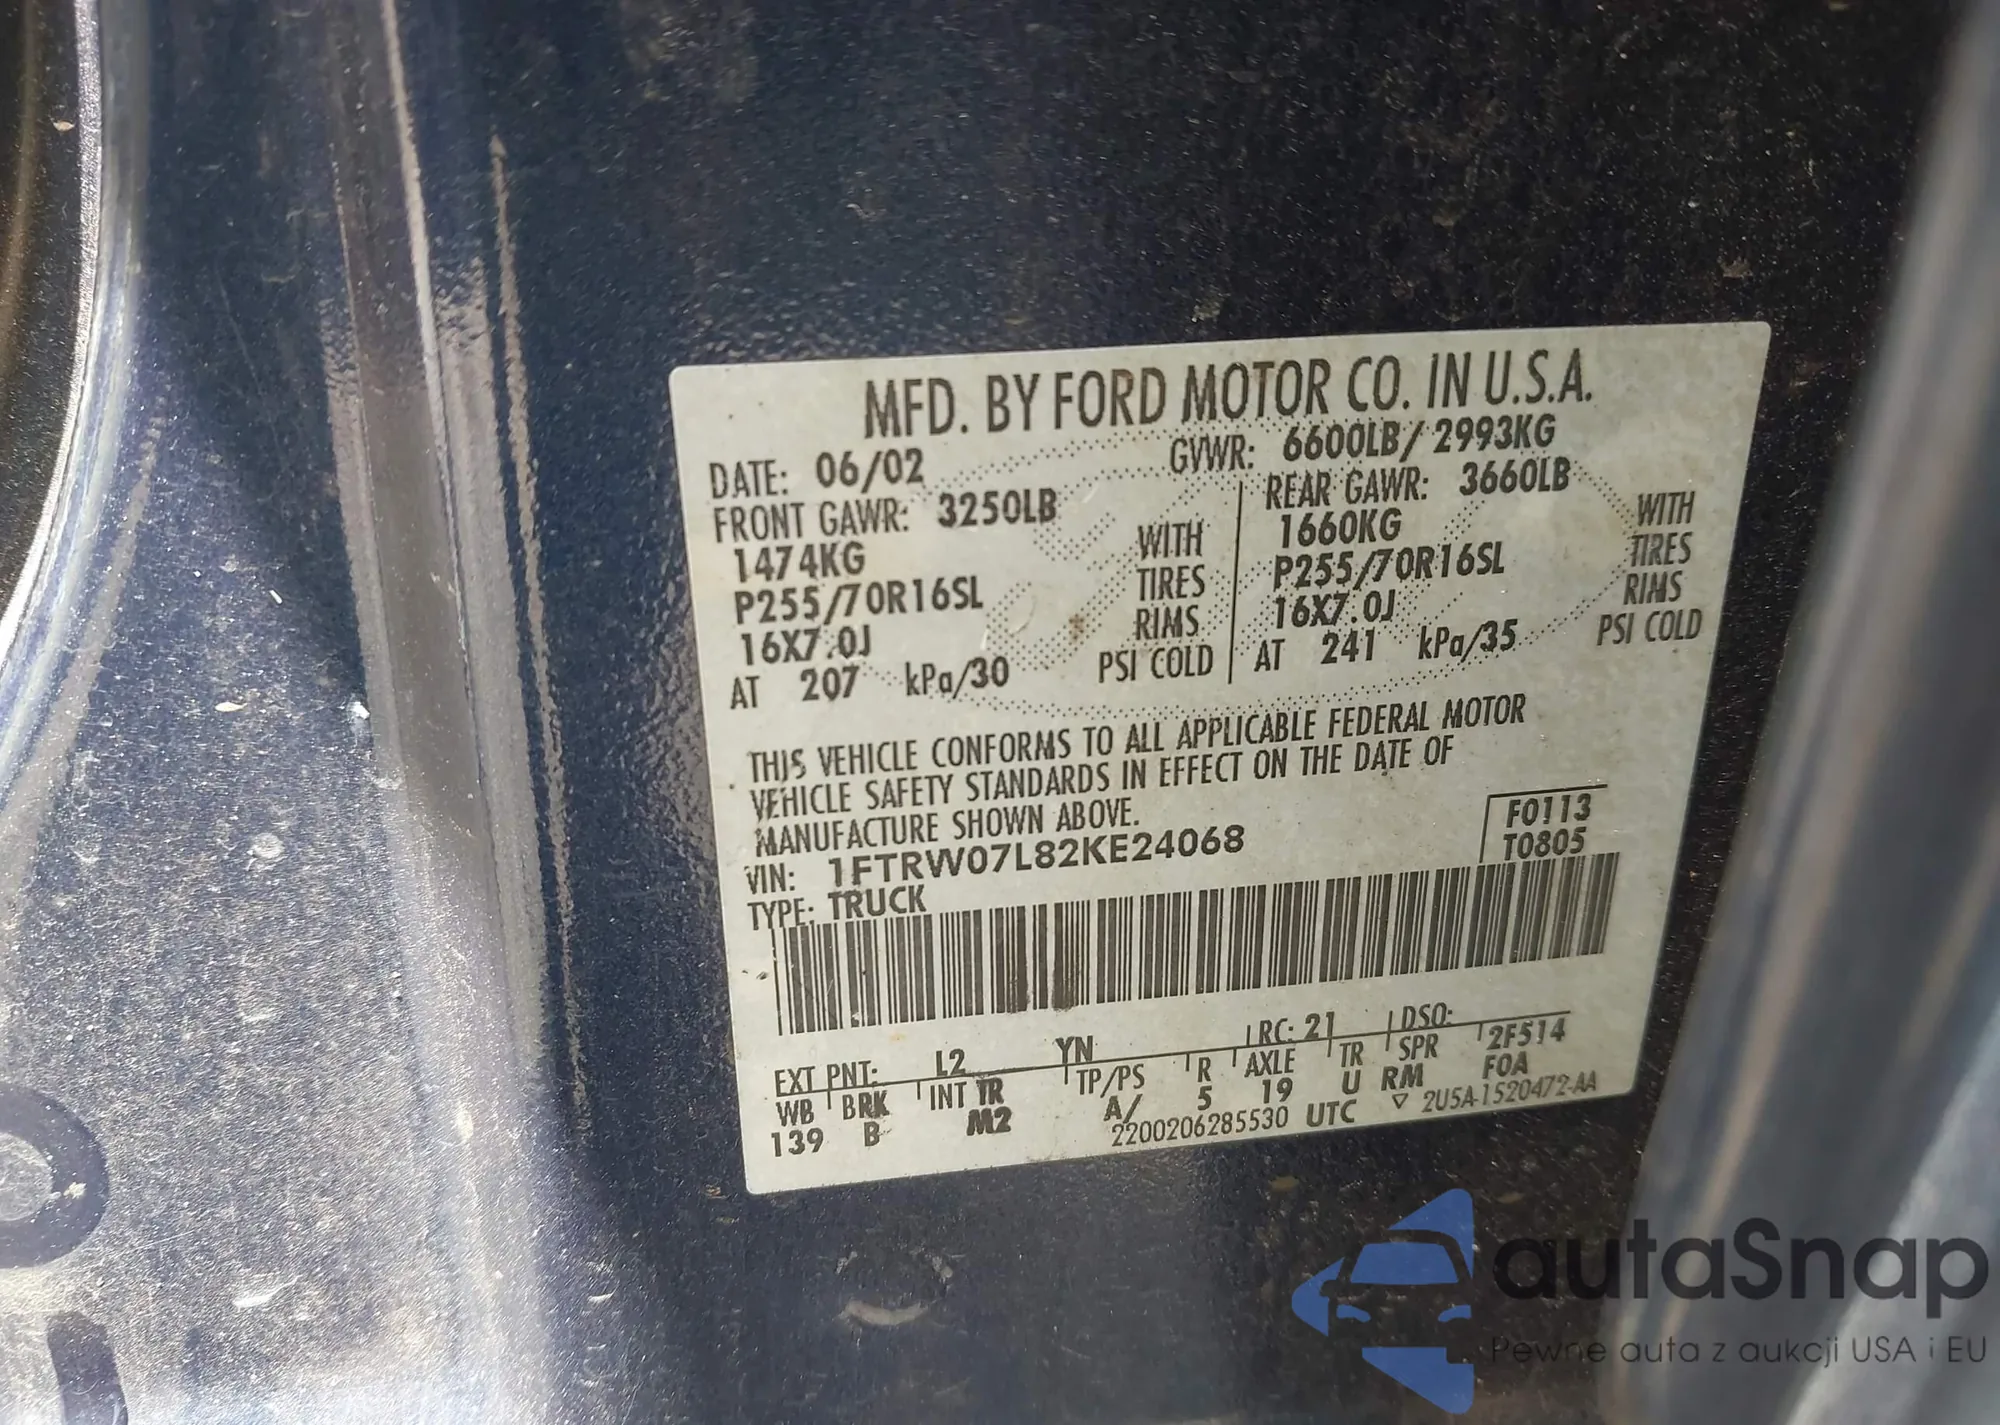 MFD. BY FORD MOTOR CO. IN U.S.A.
DATE: 06/02 GVWR: 6600LB/2993KG
FRONT GAWR: 3250LB REAR GAWR: 3660LB
1474KG WITH 1660KG WITH
P255/70R16SL TIRES P255/70R16SL TIRES
16X7.0J RIMS 16X7.0J RIMS
AT 207 kPa/30 PSI COLD AT 241 kPa/35 PSI COLD
THIS VEHICLE CONFORMS TO ALL APPLICABLE FEDERAL MOTOR
VEHICLE SAFETY STANDARDS IN EFFECT ON THE DATE OF
MANUFACTURE SHOWN ABOVE.
F0113
VIN: 1FTRW07L82KE24068 T0805
TYPE: TRUCK
EXT PNT: L2 YN RC: 21 DSO:
WB BRK INT TR TP/PS R AXLE TR SPR 2F514
139 B M2 A/ 5 19 U RM F0A
2200206285530 UTC ▽ 2U5A-1520472-AA
autaSnap
Pewne auta z aukcji USA i EU